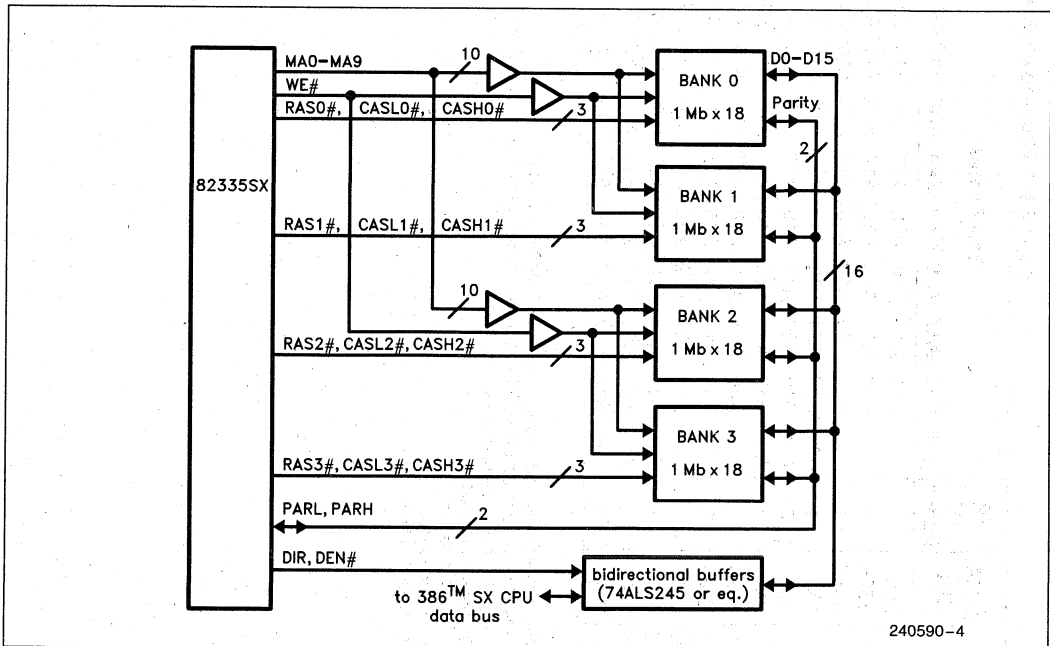 MA0-MA9
10
WE#
RAS0#, CASL0#, CASH0#
3
BANK 0
1 Mb x 18
D0-D15
Parity
2
82335SX
BANK 1
1 Mb x 18
RAS1#, CASL1#, CASH1#
3
16
10
BANK 2
1 Mb x 18
RAS2#, CASL2#, CASH2#
3
BANK 3
1 Mb x 18
RAS3#, CASL3#, CASH3#
3
PARL, PARH
2
DIR, DEN#
bidirectional buffers
(74ALS245 or eq.)
to 386™ SX CPU
data bus
240590-4